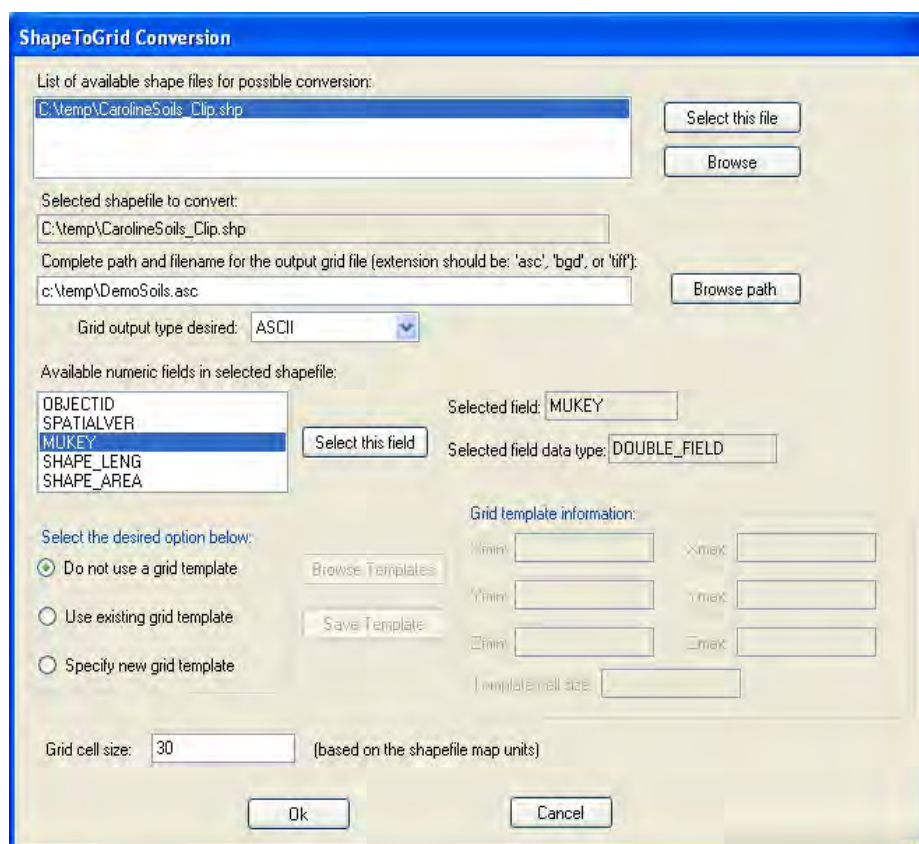 ShapeToGrid Conversion
List of available shape files for possible conversion:
C:\temp\CarolineSoils_Clip.shp
Select this file
Browse
Selected shapefile to convert:
C:\temp\CarolineSoils_Clip.shp
Complete path and filename for the output grid file (extension should be: 'asc', 'bgd', or 'tiff'):
c:\temp\DemoSoils.asc
Browse path
Grid output type desired: ASCII
Available numeric fields in selected shapefile:
OBJECTID
SPATIALVER
MUKEY
SHAPE_LENG
SHAPE_AREA
Select this field
Selected field: MUKEY
Selected field data type: DOUBLE_FIELD
Select the desired option below:
Do not use a grid template
Use existing grid template
Specify new grid template
Browse Templates
Save Template
Grid template information:
Xmin: Xmax:
Ymin: Ymax:
Zmin: Zmax:
Template cell size:
Grid cell size: 30 (based on the shapefile map units)
Ok Cancel